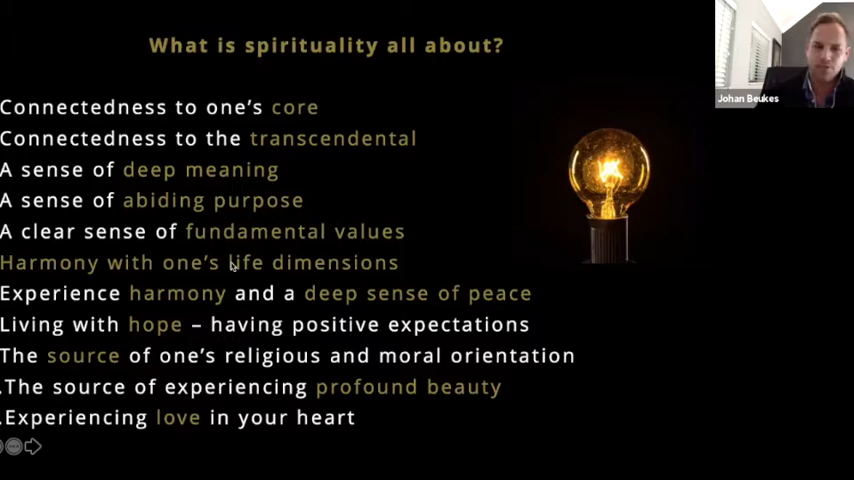 What is spirituality all about?
Johan Beukes
Connectedness to one's core
Connectedness to the transcendental
A sense of deep meaning
A sense of abiding purpose
A clear sense of fundamental values
Harmony with one's life dimensions
Experience harmony and a deep sense of peace
Living with hope – having positive expectations
The source of one's religious and moral orientation
.The source of experiencing profound beauty
.Experiencing love in your heart